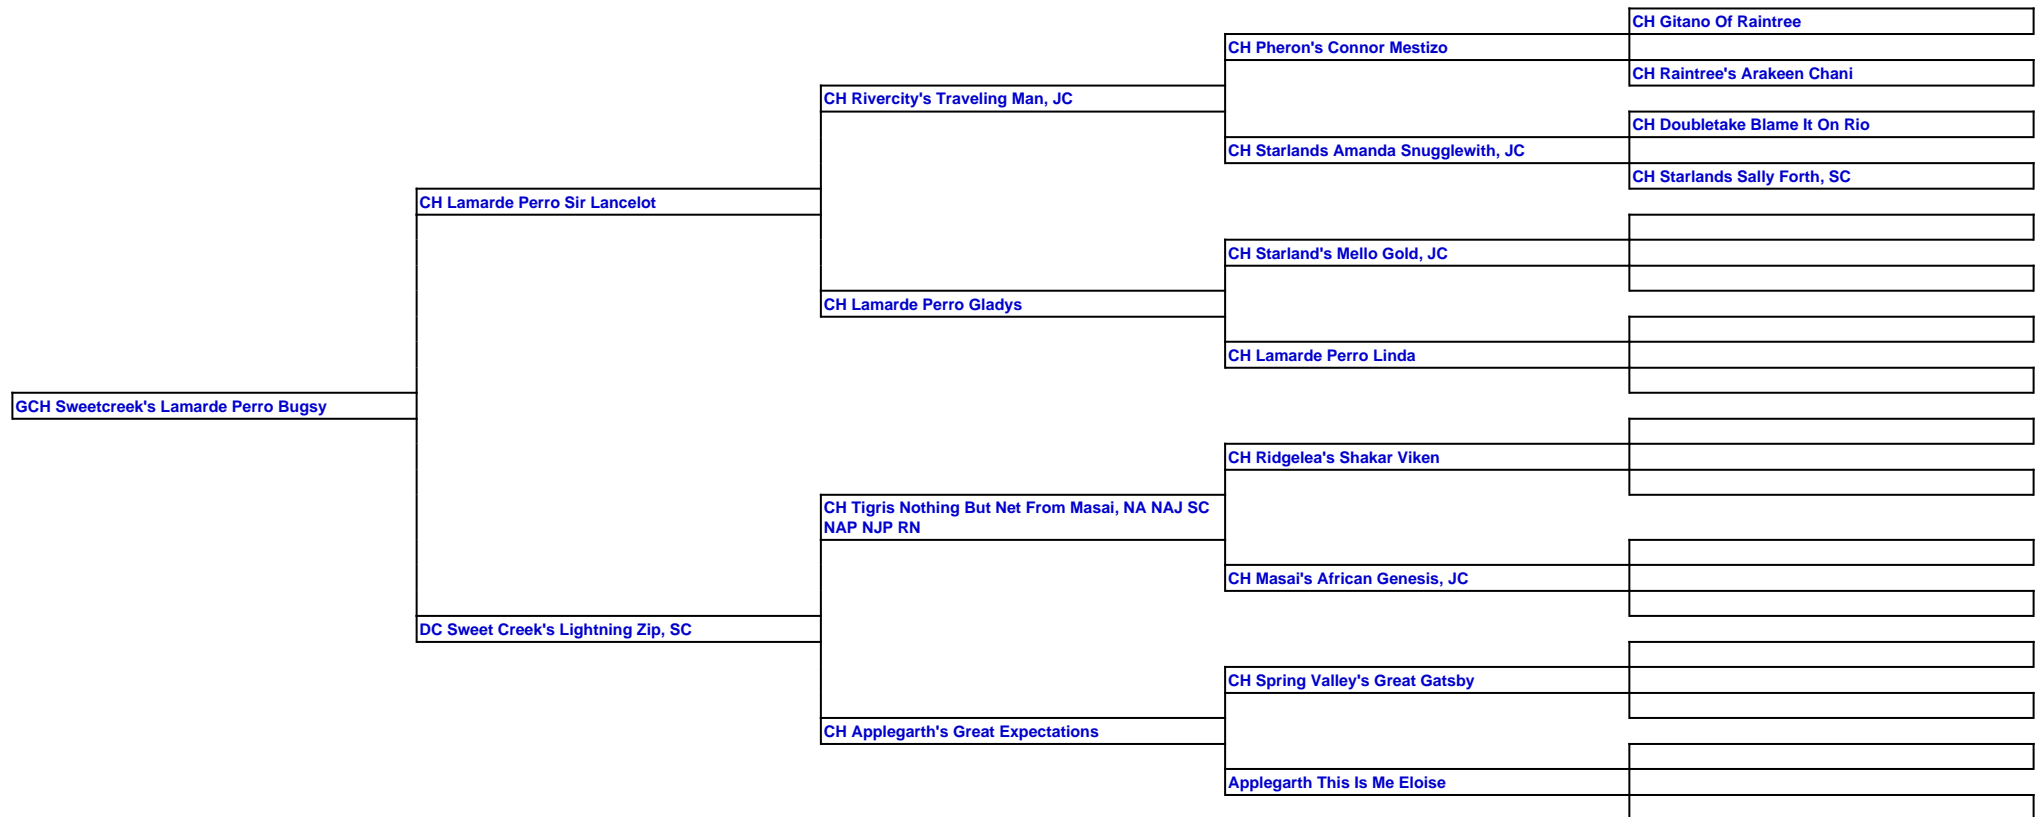 CH Gitano Of Raintree
CH Pheron's Connor Mestizo
CH Raintree's Arakeen Chani
CH Rivercity's Traveling Man, JC
CH Doubletake Blame It On Rio
CH Starlands Amanda Snugglewith, JC
CH Starlands Sally Forth, SC
CH Lamarde Perro Sir Lancelot
CH Starland's Mello Gold, JC
CH Lamarde Perro Gladys
CH Lamarde Perro Linda
GCH Sweetcreek's Lamarde Perro Bugsy
CH Ridgelea's Shakar Viken
CH Tigris Nothing But Net From Masai, NA NAJ SC
NAP NJP RN
CH Masai's African Genesis, JC
DC Sweet Creek's Lightning Zip, SC
CH Spring Valley's Great Gatsby
CH Applegarth's Great Expectations
Applegarth This Is Me Eloise